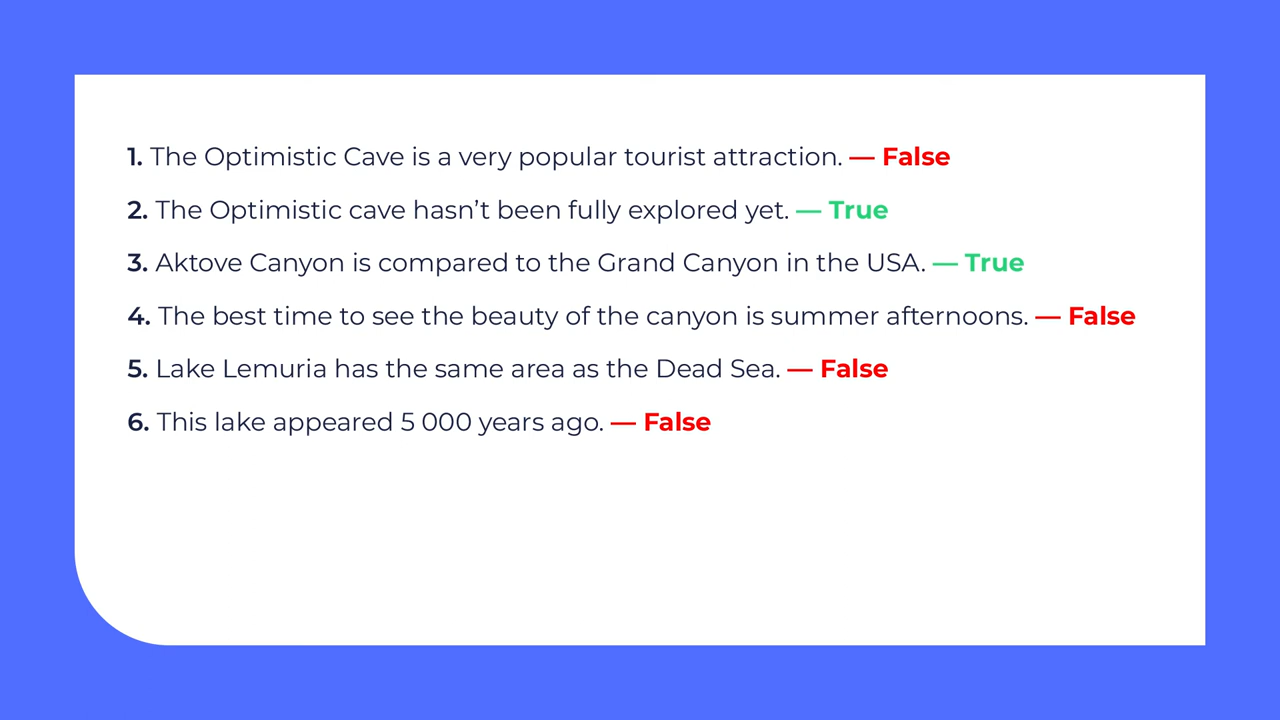 1. The Optimistic Cave is a very popular tourist attraction. — False
2. The Optimistic cave hasn’t been fully explored yet. — True
3. Aktove Canyon is compared to the Grand Canyon in the USA. — True
4. The best time to see the beauty of the canyon is summer afternoons. — False
5. Lake Lemuria has the same area as the Dead Sea. — False
6. This lake appeared 5 000 years ago. — False